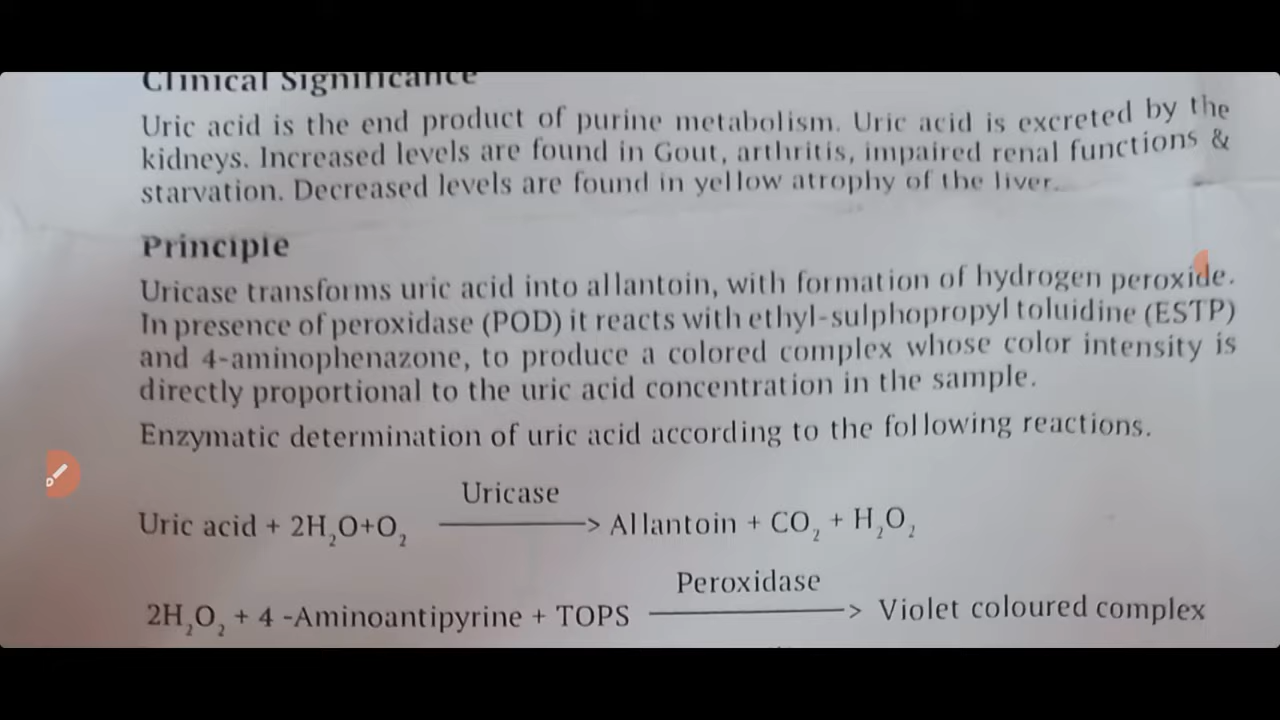 Clinical Significance
Uric acid is the end product of purine metabolism. Uric acid is excreted by the
kidneys. Increased levels are found in Gout, arthritis, impaired renal functions &
starvation. Decreased levels are found in yellow atrophy of the liver.
Principle
Uricase transforms uric acid into allantoin, with formation of hydrogen peroxide.
In presence of peroxidase (POD) it reacts with ethyl-sulphopropyl toluidine (ESTP)
and 4-aminophenazone, to produce a colored complex whose color intensity is
directly proportional to the uric acid concentration in the sample.
Enzymatic determination of uric acid according to the following reactions.
Uricase
Uric acid + 2H₂O+O₂ ⟶ Allantoin + CO₂ + H₂O₂
Peroxidase
2H₂O₂ + 4 -Aminoantipyrine + TOPS ⟶ Violet coloured complex